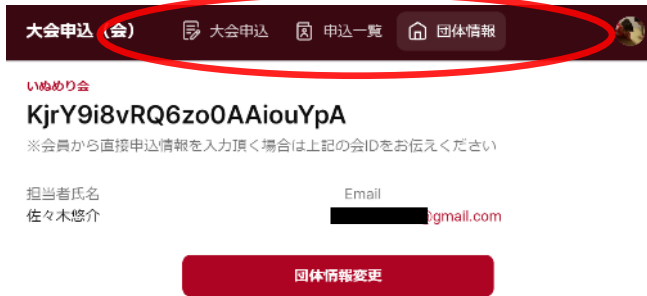 大会申込（会） 大会申込 申込一覧 団体情報
いぬめり会
KjrY9i8vRQ6zo0AAiouYpA
※会員から直接申込情報を入力頂く場合は上記の会IDをお伝えください
担当者氏名 Email
佐々木悠介 @gmail.com
団体情報変更